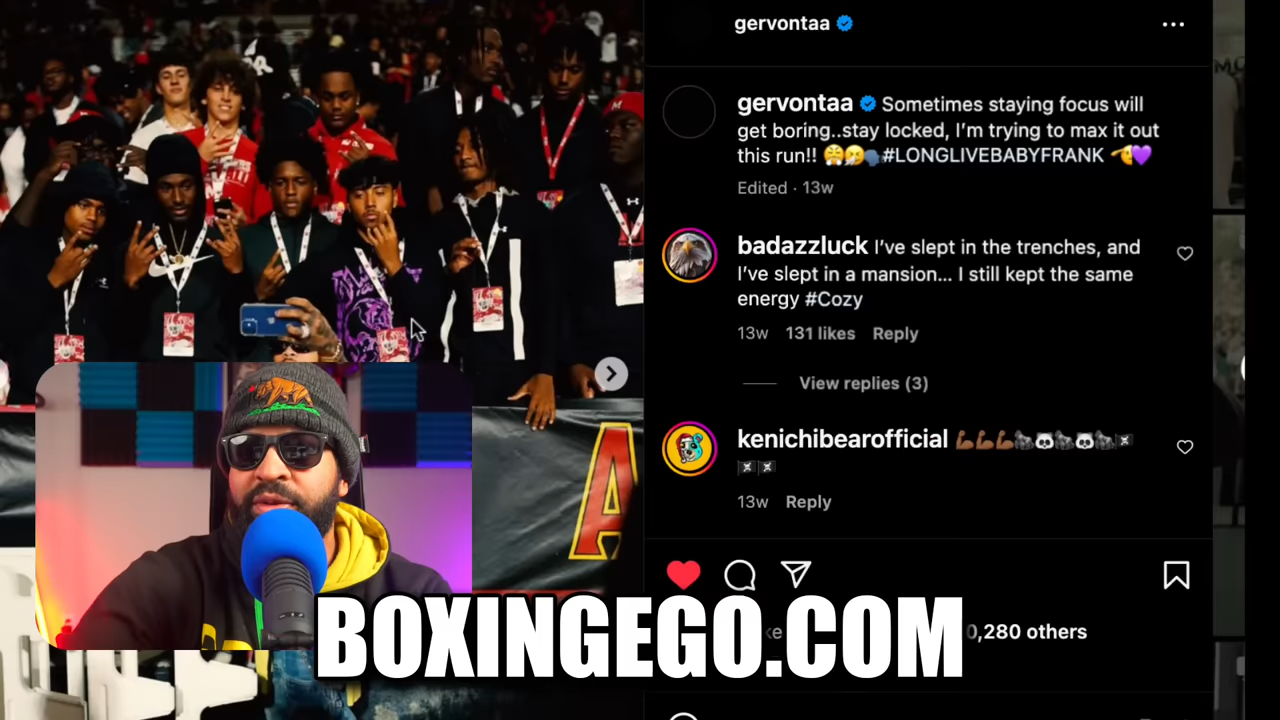 gervontaa
gervontaa Sometimes staying focus will
get boring..stay locked, I'm trying to max it out
this run!! 😤🤧🗣️#LONGLIVEBABYFRANK 🫡💜
Edited · 13w
badazzluck I've slept in the trenches, and
I've slept in a mansion... I still kept the same
energy #Cozy
13w 131 likes Reply
View replies (3)
kenichibearofficial 💪🏾💪🏾💪🏾🦍🐼🦍🐼🦍🏴‍☠️
🏴‍☠️🏴‍☠️
13w Reply
0,280 others
A
BOXINGEGO.COM